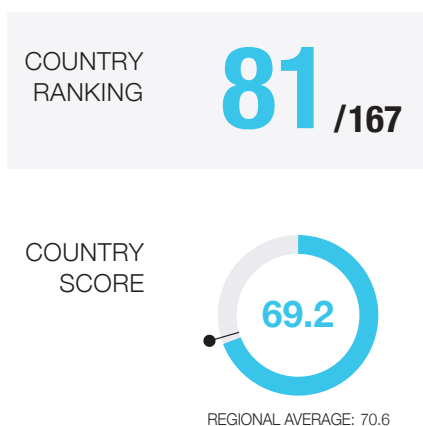 COUNTRY
RANKING
81/167
COUNTRY
SCORE
69.2
REGIONAL AVERAGE: 70.6